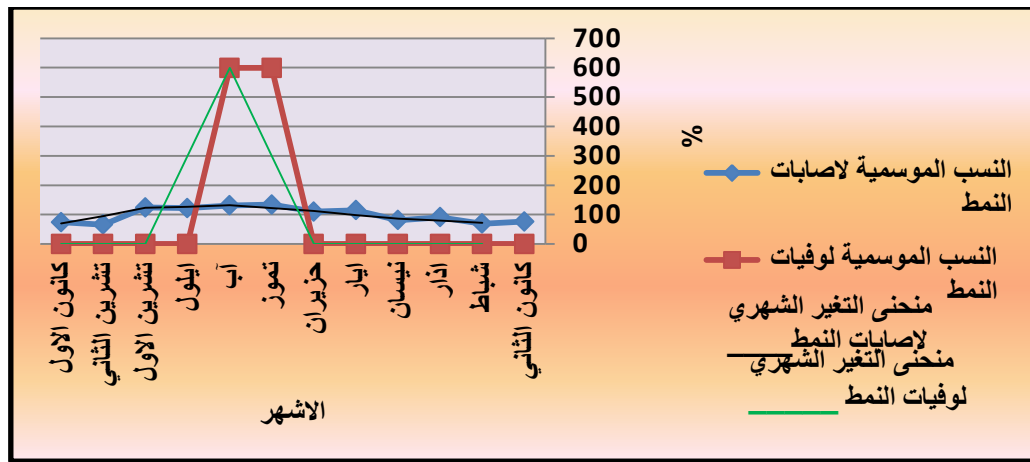 700
600
500
400
300
200
100
0
%
كانون الثاني
شباط
اذار
نيسان
ايار
حزيران
تموز
آب
ايلول
تشرين الاول
تشرين الثاني
كانون الاول
الاشهر
النسب الموسمية لاصابات
النمط
النسب الموسمية لوفيات
النمط
منحنى التغير الشهري
لاصابات النمط
منحنى التغير الشهري
لوفيات النمط